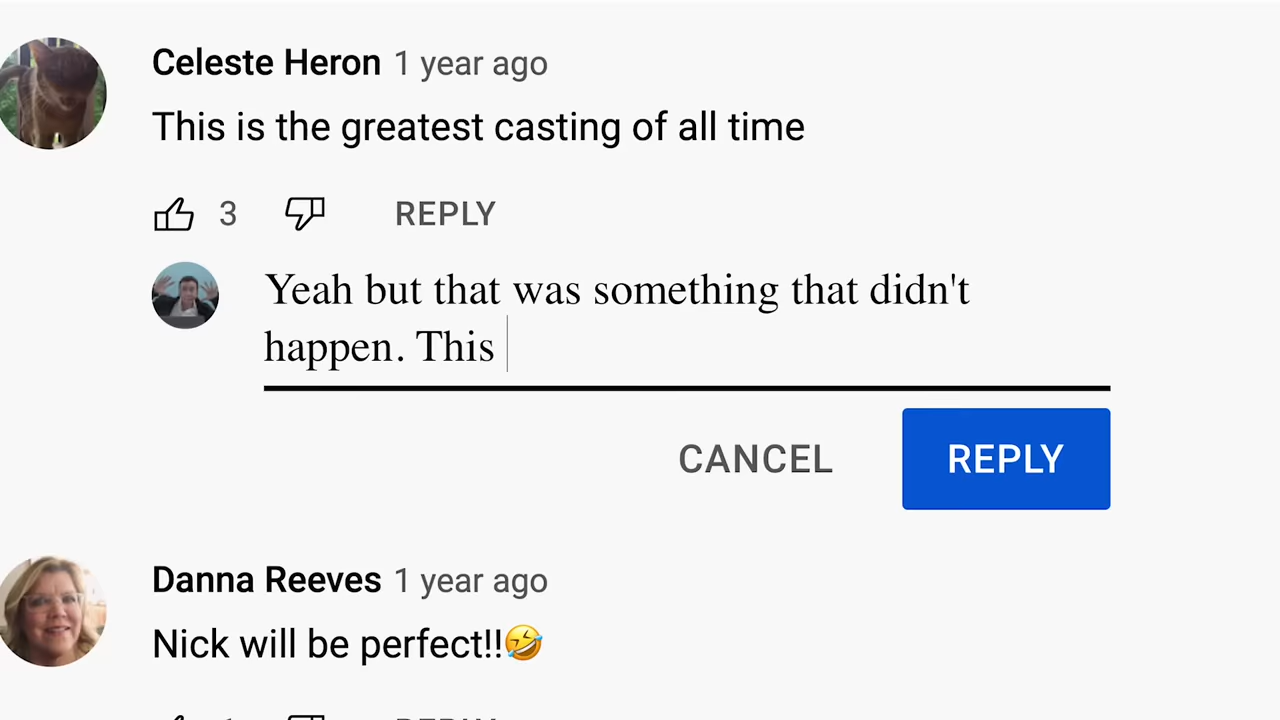 Celeste Heron 1 year ago
This is the greatest casting of all time
3 REPLY
Yeah but that was something that didn't
happen. This
CANCEL REPLY
Danna Reeves 1 year ago
Nick will be perfect!!🤣